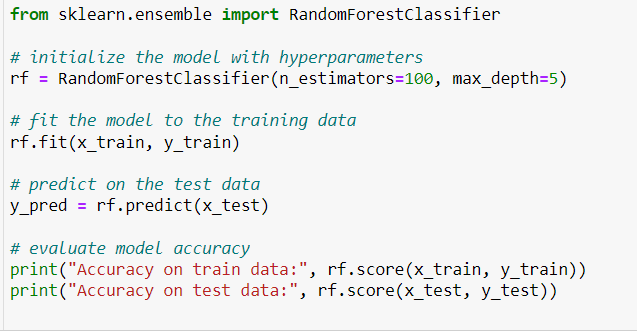 from sklearn.ensemble import RandomForestClassifier
# initialize the model with hyperparameters
rf = RandomForestClassifier(n_estimators=100, max_depth=5)
# fit the model to the training data
rf.fit(x_train, y_train)
# predict on the test data
y_pred = rf.predict(x_test)
# evaluate model accuracy
print("Accuracy on train data:", rf.score(x_train, y_train))
print("Accuracy on test data:", rf.score(x_test, y_test))